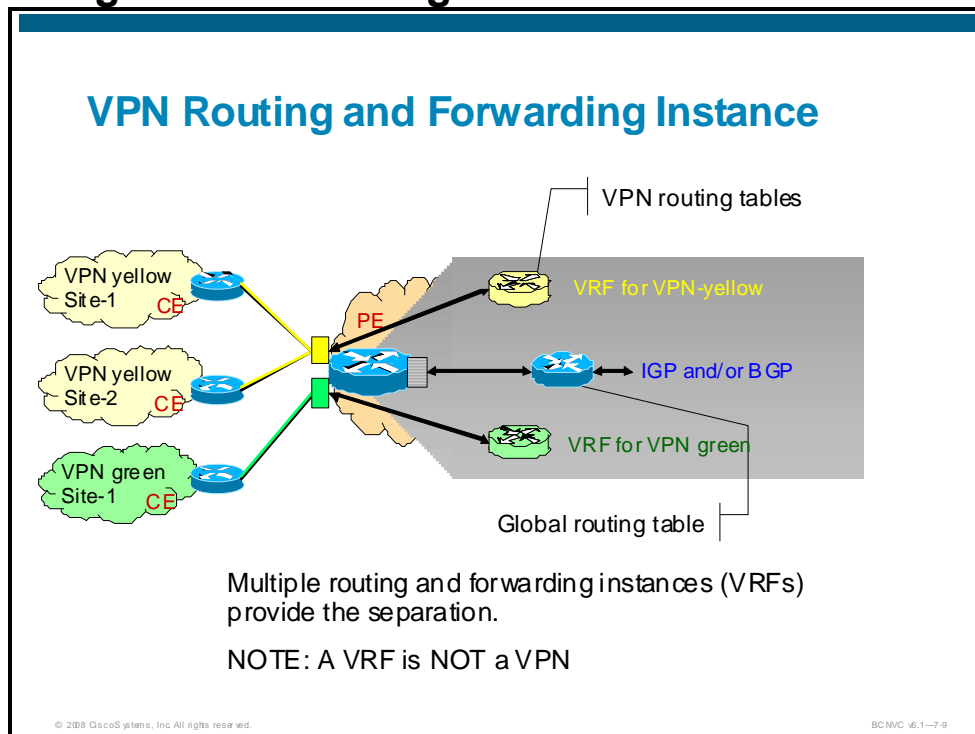 VPN Routing and Forwarding Instance
VPN routing tables
VPN yellow
Site-1
CE
VRF for VPN-yellow
PE
VPN yellow
Site-2
CE
IGP and/or BGP
VPN green
Site-1
CE
VRF for VPN green
Global routing table
Multiple routing and forwarding instances (VRFs)
provide the separation.
NOTE: A VRF is NOT a VPN
© 2008 Cisco Systems, Inc. All rights reserved.
BCNVC v6.1—7-9